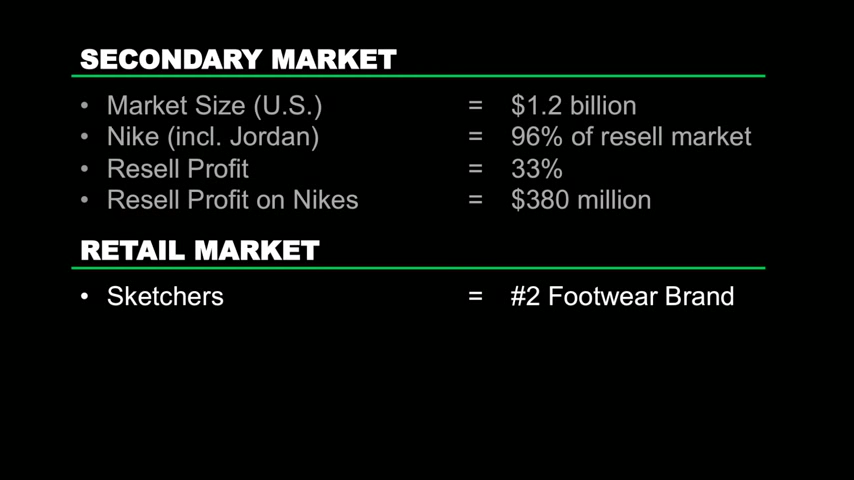 SECONDARY MARKET
• Market Size (U.S.) = $1.2 billion
• Nike (incl. Jordan) = 96% of resell market
• Resell Profit = 33%
• Resell Profit on Nikes = $380 million
RETAIL MARKET
• Sketchers = #2 Footwear Brand